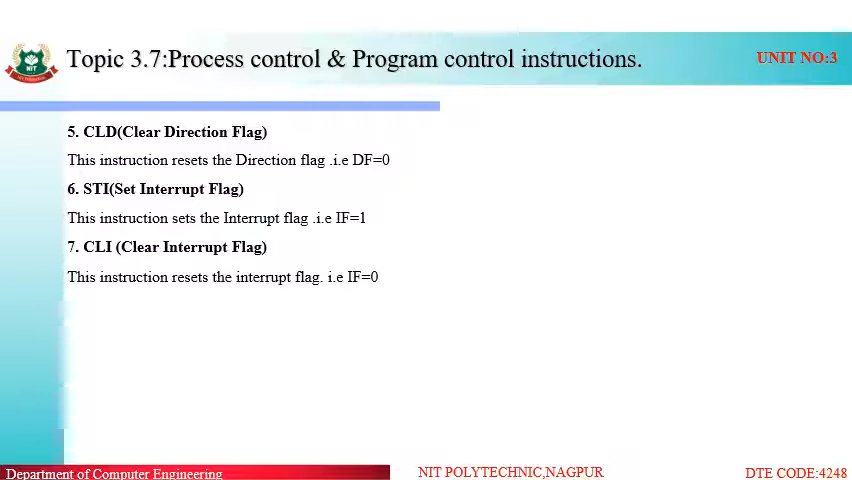 Topic 3.7:Process control & Program control instructions.
UNIT NO:3
NIT
5. CLD(Clear Direction Flag)
This instruction resets the Direction flag .i.e DF=0
6. STI(Set Interrupt Flag)
This instruction sets the Interrupt flag .i.e IF=1
7. CLI (Clear Interrupt Flag)
This instruction resets the interrupt flag. i.e IF=0
Department of Computer Engineering
NIT POLYTECHNIC,NAGPUR
DTE CODE:4248